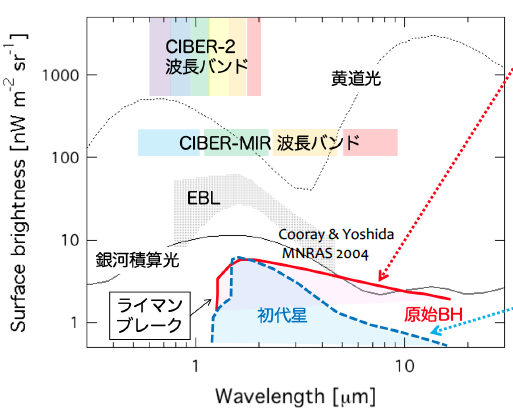 Surface brightness [nW m⁻² sr⁻¹]
1000
100
10
1
CIBER-2
波長バンド
黄道光
CIBER-MIR 波長バンド
EBL
Cooray & Yoshida
MNRAS 2004
銀河積算光
ライマン
ブレーク
初代星
原始BH
1
10
Wavelength [μm]